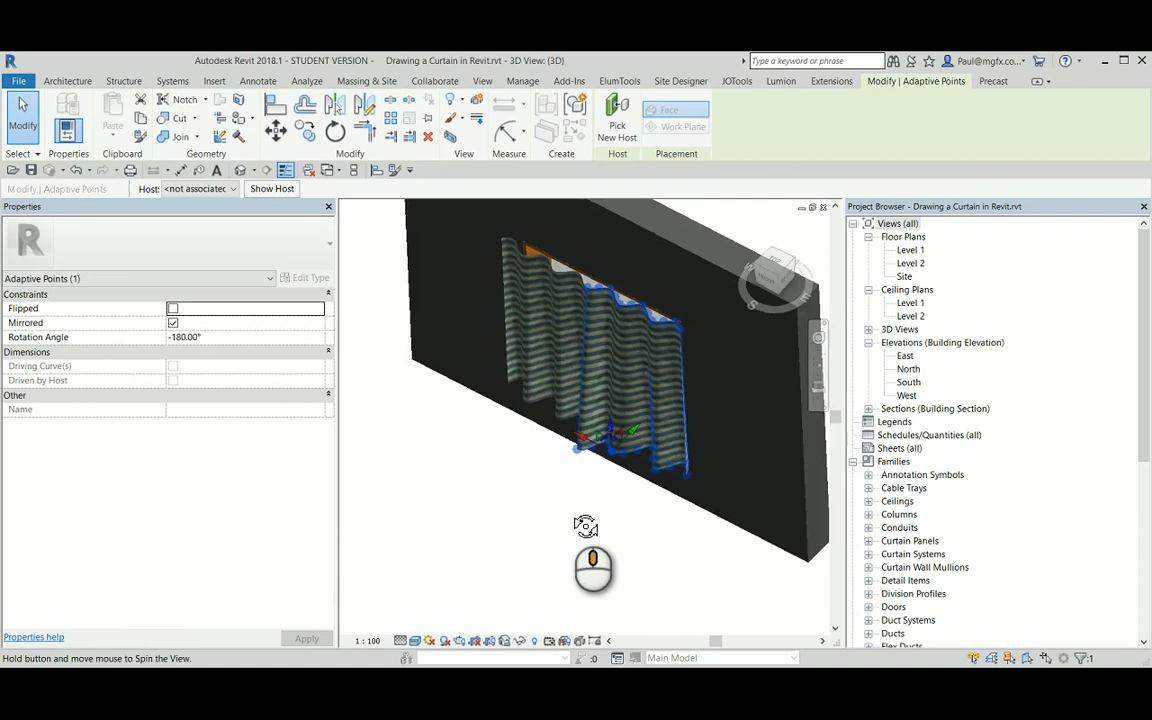 Autodesk Revit 2018.1 - STUDENT VERSION - Drawing a Curtain in Revit.rvt - 3D View: {3D}
Type a keyword or phrase
Paul@mgfx.co...
File Architecture Structure Systems Insert Annotate Analyze Massing & Site Collaborate View Manage Add-Ins ElumTools Site Designer JOTools Lumion Extensions Modify | Adaptive Points Precast
Modify
Paste
Notch
Cut
Join
Pick
New Host
Face
Work Plane
Select Properties Clipboard Geometry Modify View Measure Create Host Placement
Modify | Adaptive Points Host: <not associatec Show Host
Properties
Adaptive Points (1)
Edit Type
Constraints
Flipped
Mirrored
Rotation Angle -180.00°
Dimensions
Driving Curve(s)
Driven by Host
Other
Name
Properties help
Apply
TOP
FRONT
W
S
E
1 : 100
Project Browser - Drawing a Curtain in Revit.rvt
Views (all)
Floor Plans
Level 1
Level 2
Site
Ceiling Plans
Level 1
Level 2
3D Views
Elevations (Building Elevation)
East
North
South
West
Sections (Building Section)
Legends
Schedules/Quantities (all)
Sheets (all)
Families
Annotation Symbols
Cable Trays
Ceilings
Columns
Conduits
Curtain Panels
Curtain Systems
Curtain Wall Mullions
Detail Items
Division Profiles
Doors
Duct Systems
Ducts
Flex Ducts
Hold button and move mouse to Spin the View.
:0
Main Model
:1